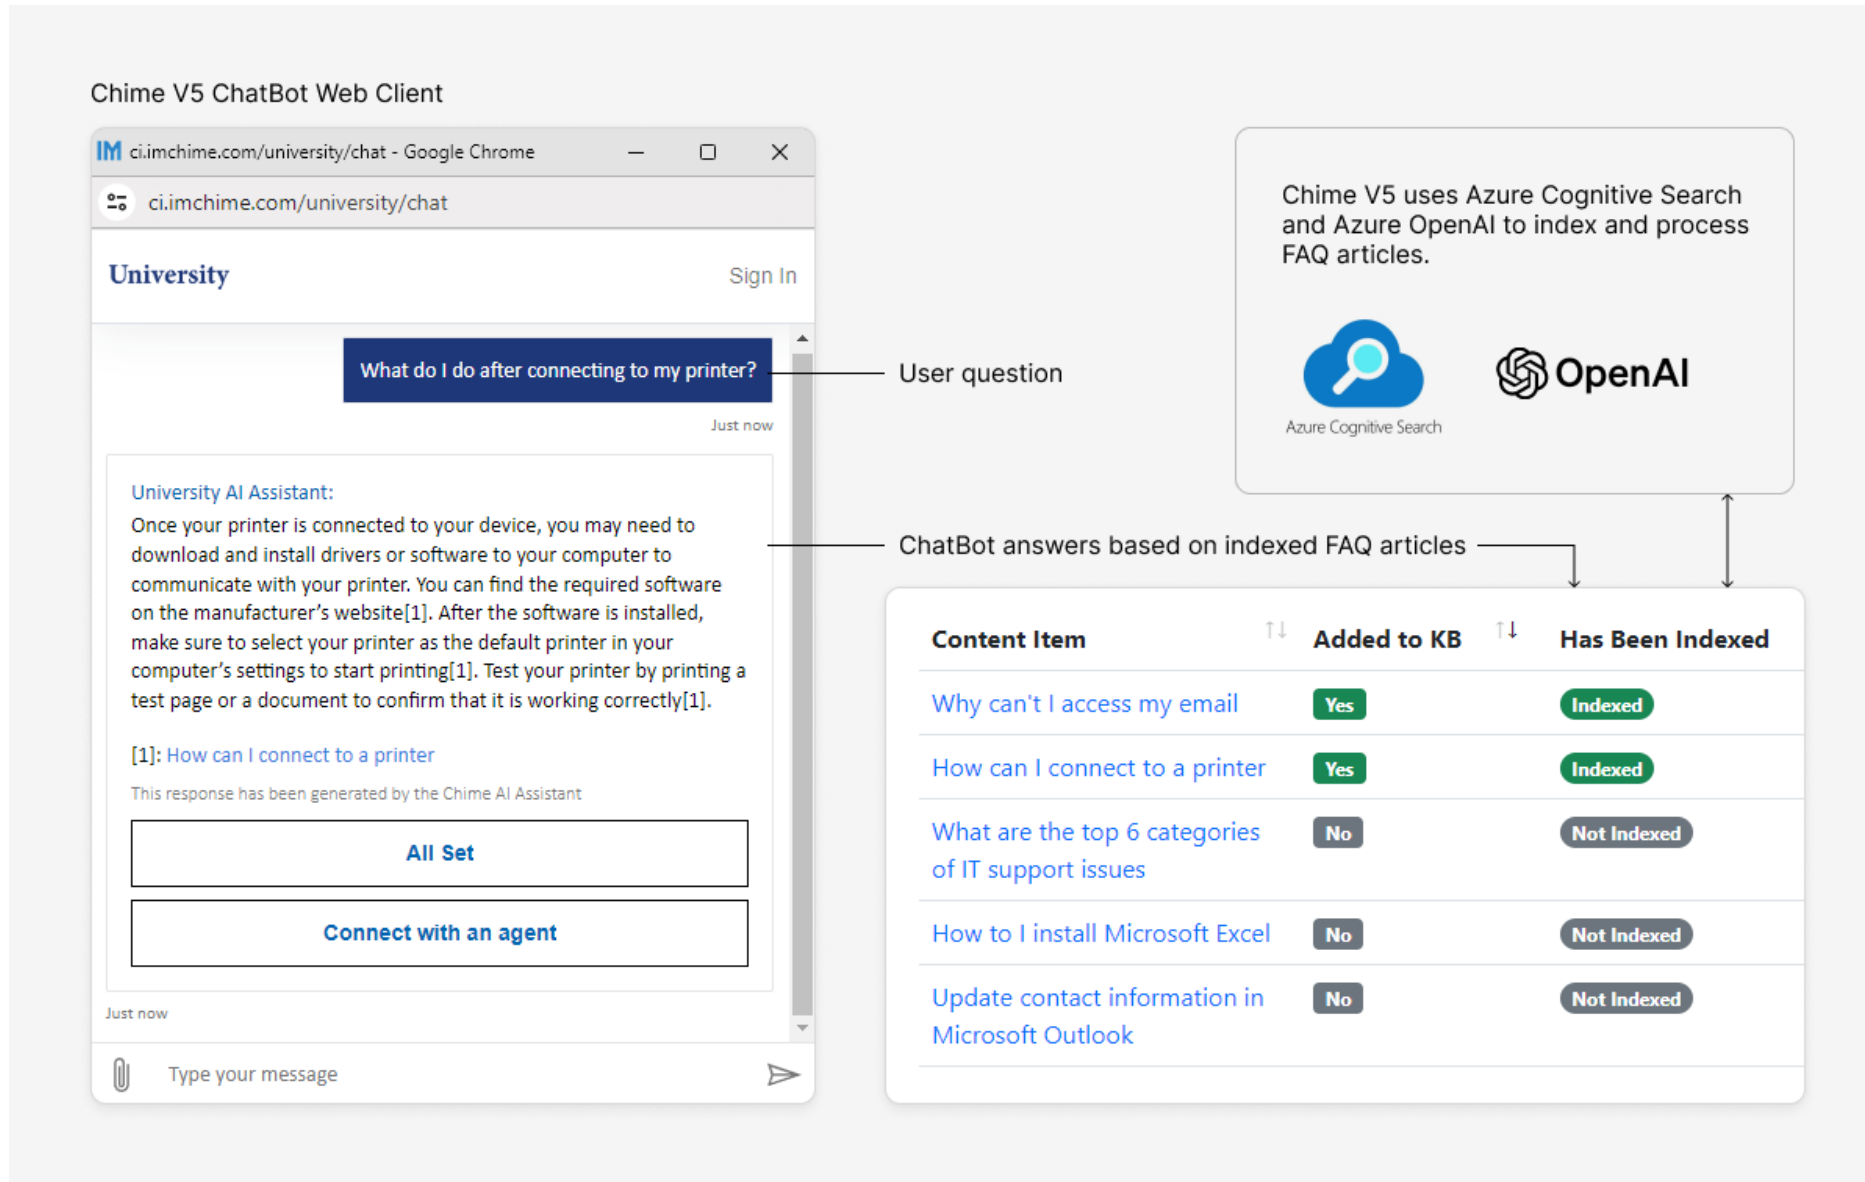 Chime V5 ChatBot Web Client
IM ci.imchime.com/university/chat - Google Chrome
ci.imchime.com/university/chat
University
Sign In
What do I do after connecting to my printer?
Just now
University AI Assistant:
Once your printer is connected to your device, you may need to
download and install drivers or software to your computer to
communicate with your printer. You can find the required software
on the manufacturer's website[1]. After the software is installed,
make sure to select your printer as the default printer in your
computer's settings to start printing[1]. Test your printer by printing a
test page or a document to confirm that it is working correctly[1].
[1]: How can I connect to a printer
This response has been generated by the Chime AI Assistant
All Set
Connect with an agent
Just now
Type your message
User question
ChatBot answers based on indexed FAQ articles
Chime V5 uses Azure Cognitive Search
and Azure OpenAI to index and process
FAQ articles.
Azure Cognitive Search
OpenAI
Content Item
Added to KB
Has Been Indexed
Why can't I access my email
Yes
Indexed
How can I connect to a printer
Yes
Indexed
What are the top 6 categories
of IT support issues
No
Not Indexed
How to I install Microsoft Excel
No
Not Indexed
Update contact information in
Microsoft Outlook
No
Not Indexed